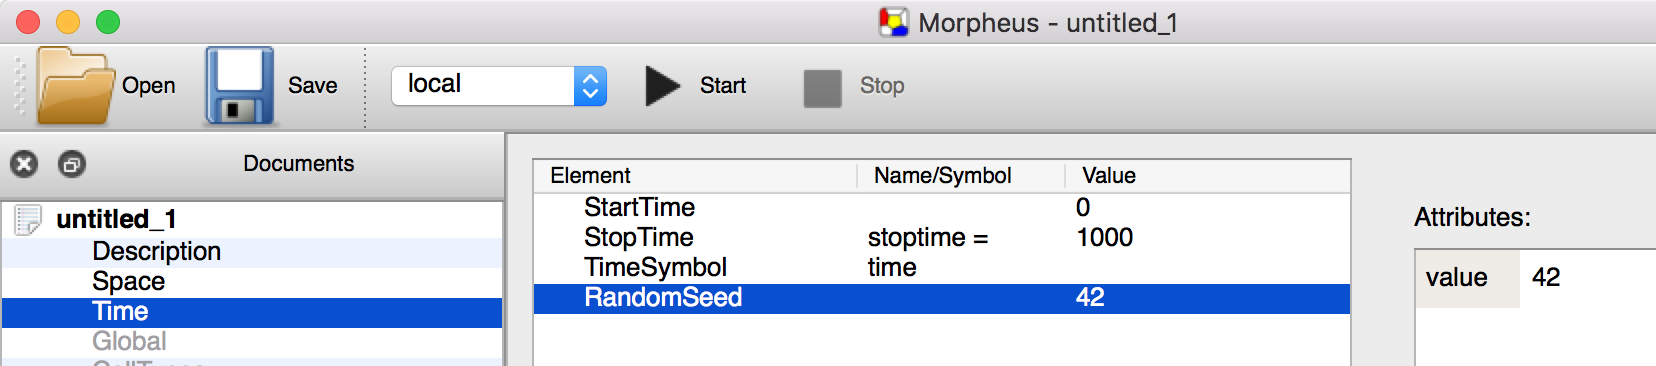 Morpheus - untitled_1
Open Save local Start Stop
Documents
untitled_1
Description
Space
Time
Global
Element Name/Symbol Value
StartTime 0
StopTime stoptime = 1000
TimeSymbol time
RandomSeed 42
Attributes:
value 42